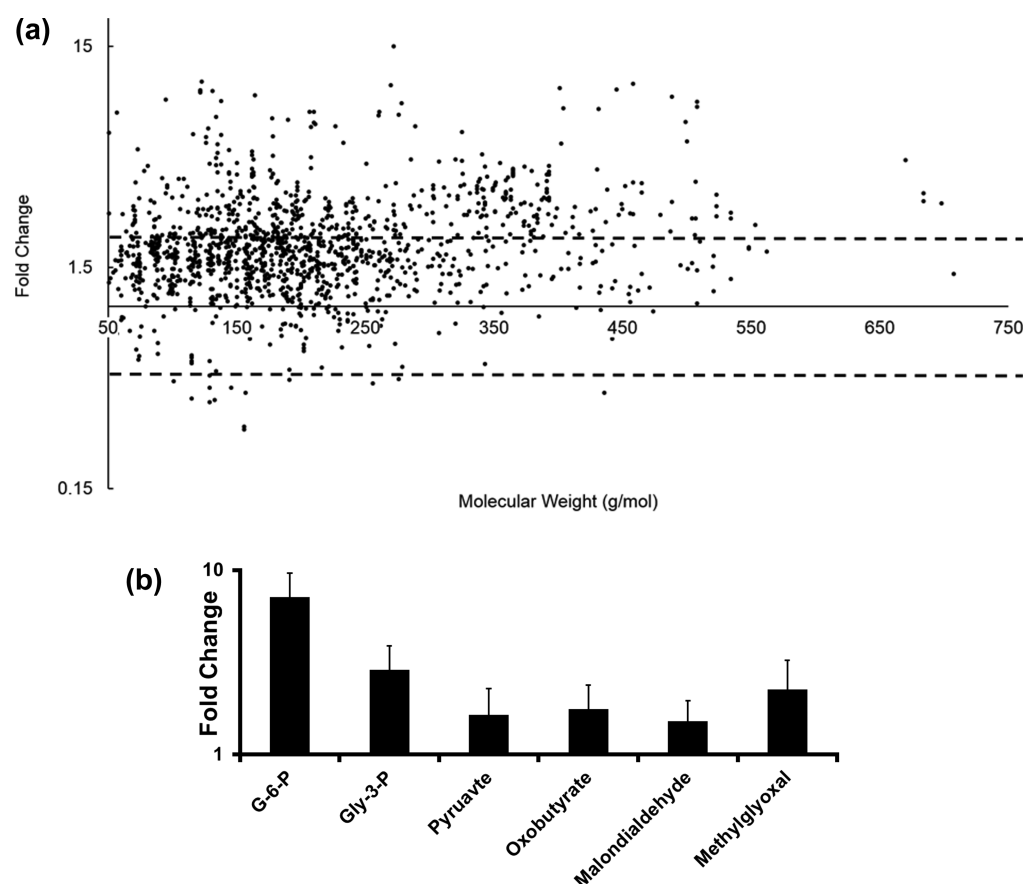 (a)
15
1.5
0.15
Fold Change
50
150
250
350
450
550
650
750
Molecular Weight (g/mol)
(b)
10
1
Fold Change
G-6-P
Gly-3-P
Pyruavte
Oxobutyrate
Malondialdehyde
Methylglyoxal